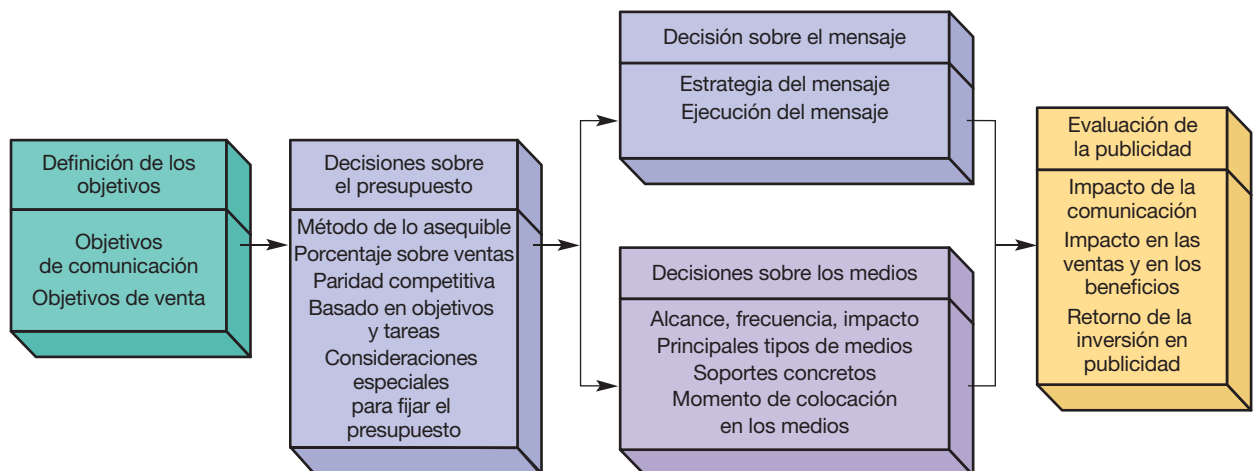 Definición de los
objetivos
Objetivos
de comunicación
Objetivos de venta
Decisiones sobre
el presupuesto
Método de lo asequible
Porcentaje sobre ventas
Paridad competitiva
Basado en objetivos
y tareas
Consideraciones
especiales
para fijar el
presupuesto
Decisión sobre el mensaje
Estrategia del mensaje
Ejecución del mensaje
Decisiones sobre los medios
Alcance, frecuencia, impacto
Principales tipos de medios
Soportes concretos
Momento de colocación
en los medios
Evaluación de
la publicidad
Impacto de la
comunicación
Impacto en las
ventas y en los
beneficios
Retorno de la
inversión en
publicidad